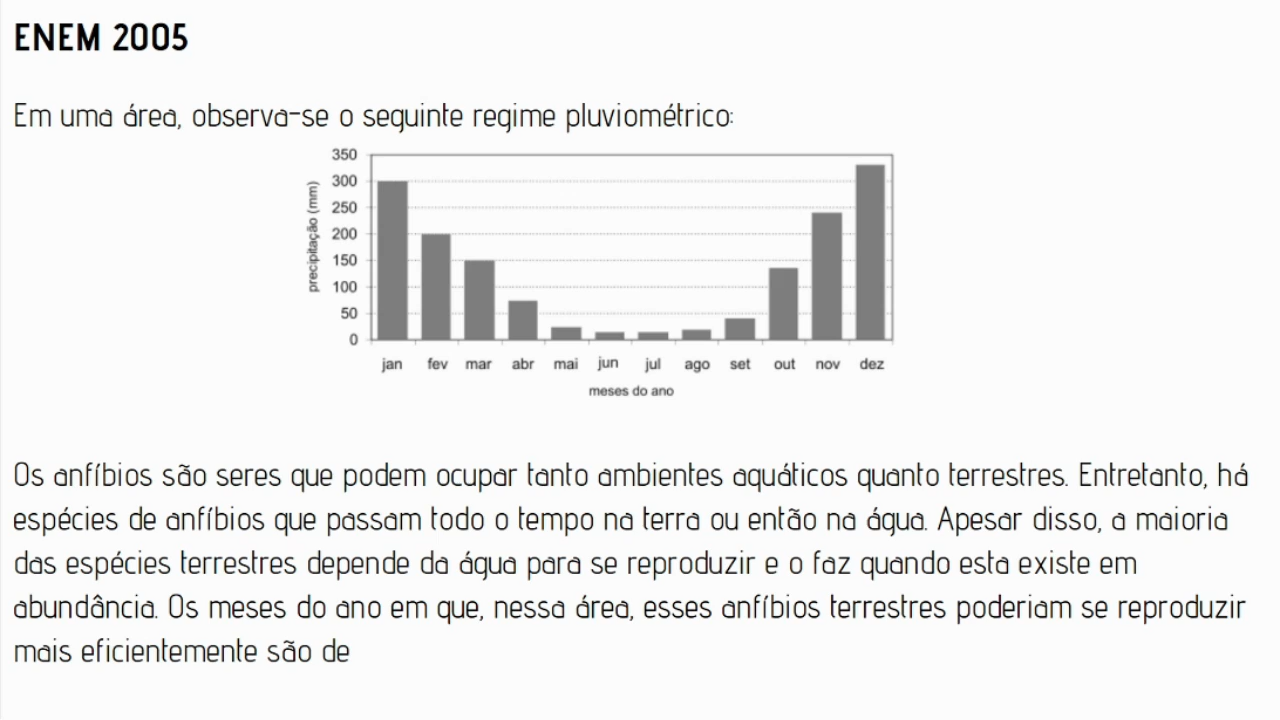 ENEM 2005
Em uma área, observa-se o seguinte regime pluviométrico:
350
300
250
200
150
100
50
0
precipitação (mm)
jan fev mar abr mai jun jul ago set out nov dez
meses do ano
Os anfíbios são seres que podem ocupar tanto ambientes aquáticos quanto terrestres. Entretanto, há
espécies de anfíbios que passam todo o tempo na terra ou então na água. Apesar disso, a maioria
das espécies terrestres depende da água para se reproduzir e o faz quando esta existe em
abundância. Os meses do ano em que, nessa área, esses anfíbios terrestres poderiam se reproduzir
mais eficientemente são de